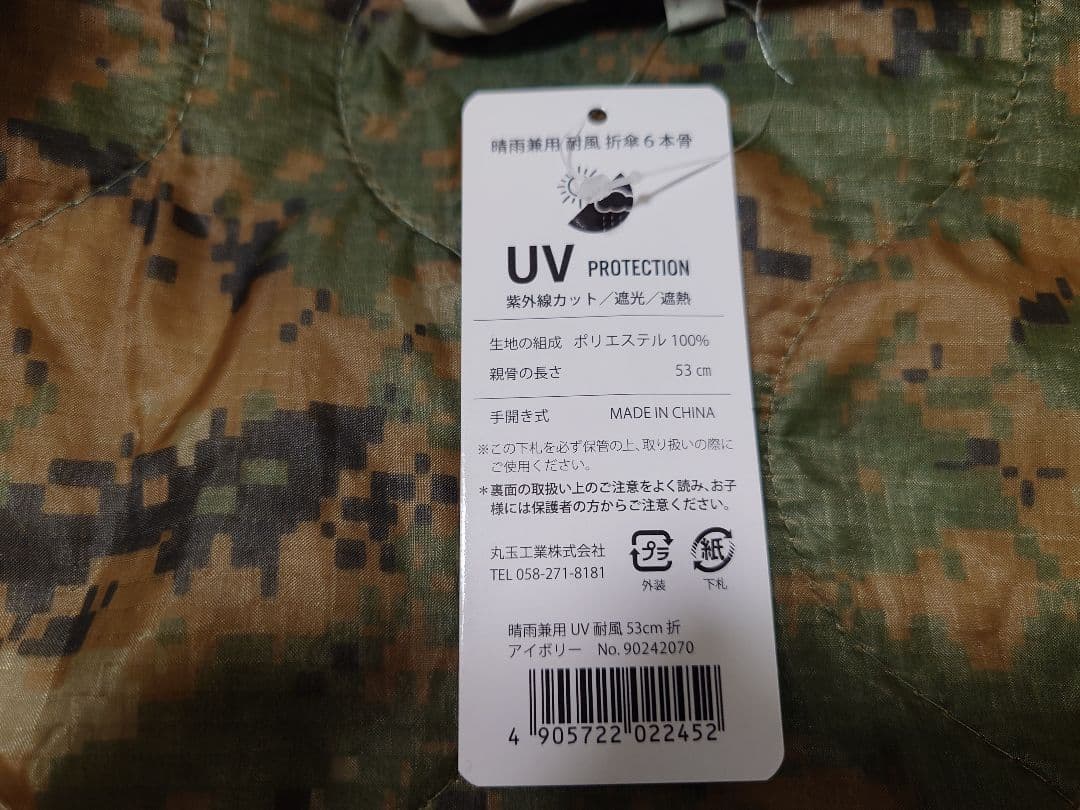 晴雨兼用 耐風 折傘6本骨
UV PROTECTION
紫外線カット／遮光／遮熱
生地の組成 ポリエステル 100%
親骨の長さ 53 cm
手開き式 MADE IN CHINA
※この下札を必ず保管の上、取り扱いの際に
ご使用ください。
＊裏面の取扱い上のご注意をよく読み、お子
様には保護者の方からご注意ください。
丸玉工業株式会社
TEL 058-271-8181
プラ
外装
紙
下札
晴雨兼用 UV 耐風 53cm 折
アイボリー No. 90242070
4 905722 022452